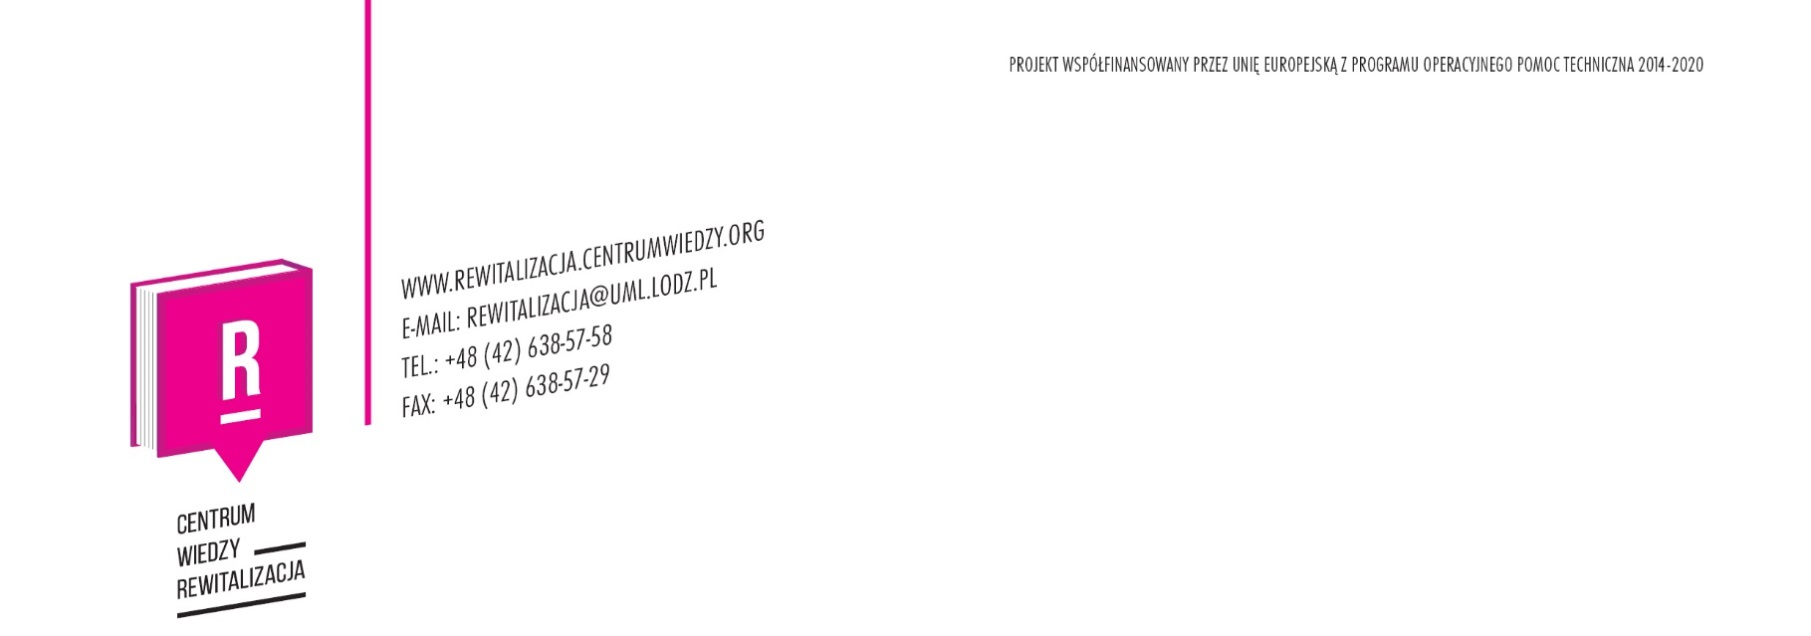 PROJEKT WSPÓŁFINANSOWANY PRZEZ UNIĘ EUROPEJSKĄ Z PROGRAMU OPERACYJNEGO POMOC TECHNICZNA 2014-2020
WWW.REWITALIZACJA.CENTRUMWIEDZY.ORG
E-MAIL: REWITALIZACJA@UML.LODZ.PL
TEL.: +48 (42) 638-57-58
FAX: +48 (42) 638-57-29
R
CENTRUM
WIEDZY
REWITALIZACJA